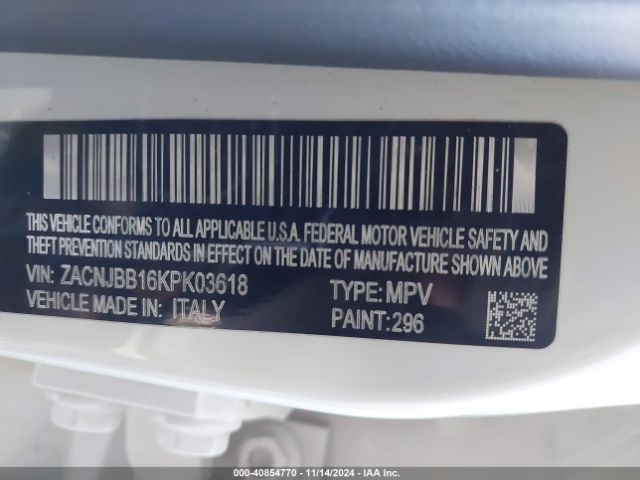 THIS VEHICLE CONFORMS TO ALL APPLICABLE U.S.A. FEDERAL MOTOR VEHICLE SAFETY AND
THEFT PREVENTION STANDARDS IN EFFECT ON THE DATE OF MANUFACTURE SHOWN ABOVE
VIN: ZACNJBB16KPK03618 TYPE: MPV
VEHICLE MADE IN: ITALY PAINT:296
000-40854770 - 11/14/2024 - IAA Inc.